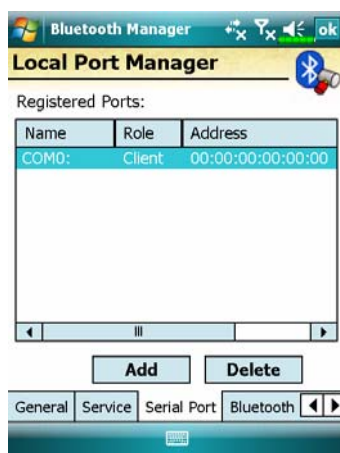 Bluetooth Manager ok
Local Port Manager
Registered Ports:
Name Role Address
COM0: Client 00:00:00:00:00:00
Add Delete
General Service Serial Port Bluetooth